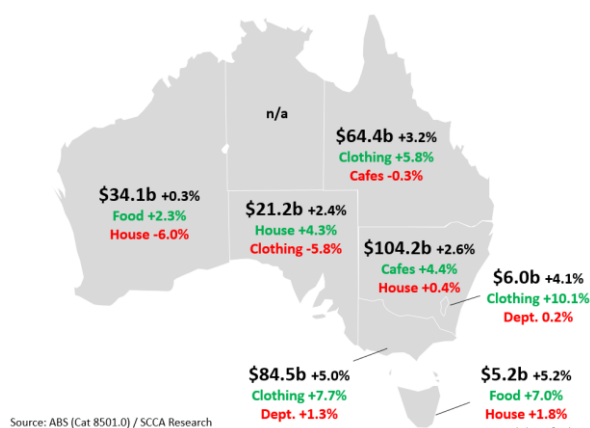 n/a
$64.4b +3.2%
Clothing +5.8%
Cafes -0.3%
$34.1b +0.3%
Food +2.3%
House -6.0%
$21.2b +2.4%
House +4.3%
Clothing -5.8%
$104.2b +2.6%
Cafes +4.4%
House +0.4%
$6.0b +4.1%
Clothing +10.1%
Dept. 0.2%
$84.5b +5.0%
Clothing +7.7%
Dept. +1.3%
$5.2b +5.2%
Food +7.0%
House +1.8%
Source: ABS (Cat 8501.0) / SCCA Research